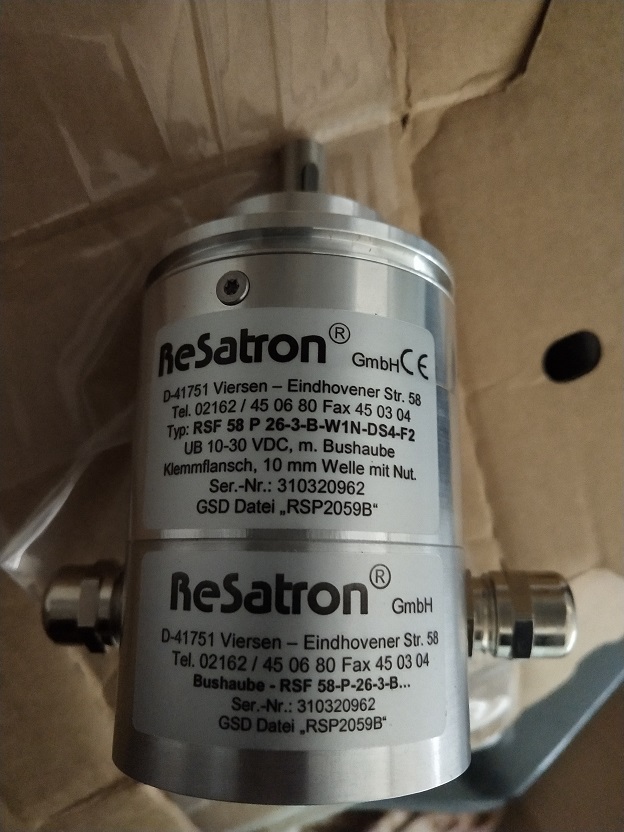 ReSatron® GmbH CE
D-41751 Viersen – Eindhovener Str. 58
Tel. 02162 / 45 06 80 Fax 45 03 04
Typ: RSF 58 P 26-3-B-W1N-DS4-F2
UB 10-30 VDC, m. Bushaube
Klemmflansch, 10 mm Welle mit Nut.
Ser.-Nr.: 310320962
GSD Datei „RSP2059B“
ReSatron® GmbH
D-41751 Viersen – Eindhovener Str. 58
Tel. 02162 / 45 06 80 Fax 45 03 04
Bushaube - RSF 58-P-26-3-B...
Ser.-Nr.: 310320962
GSD Datei „RSP2059B“